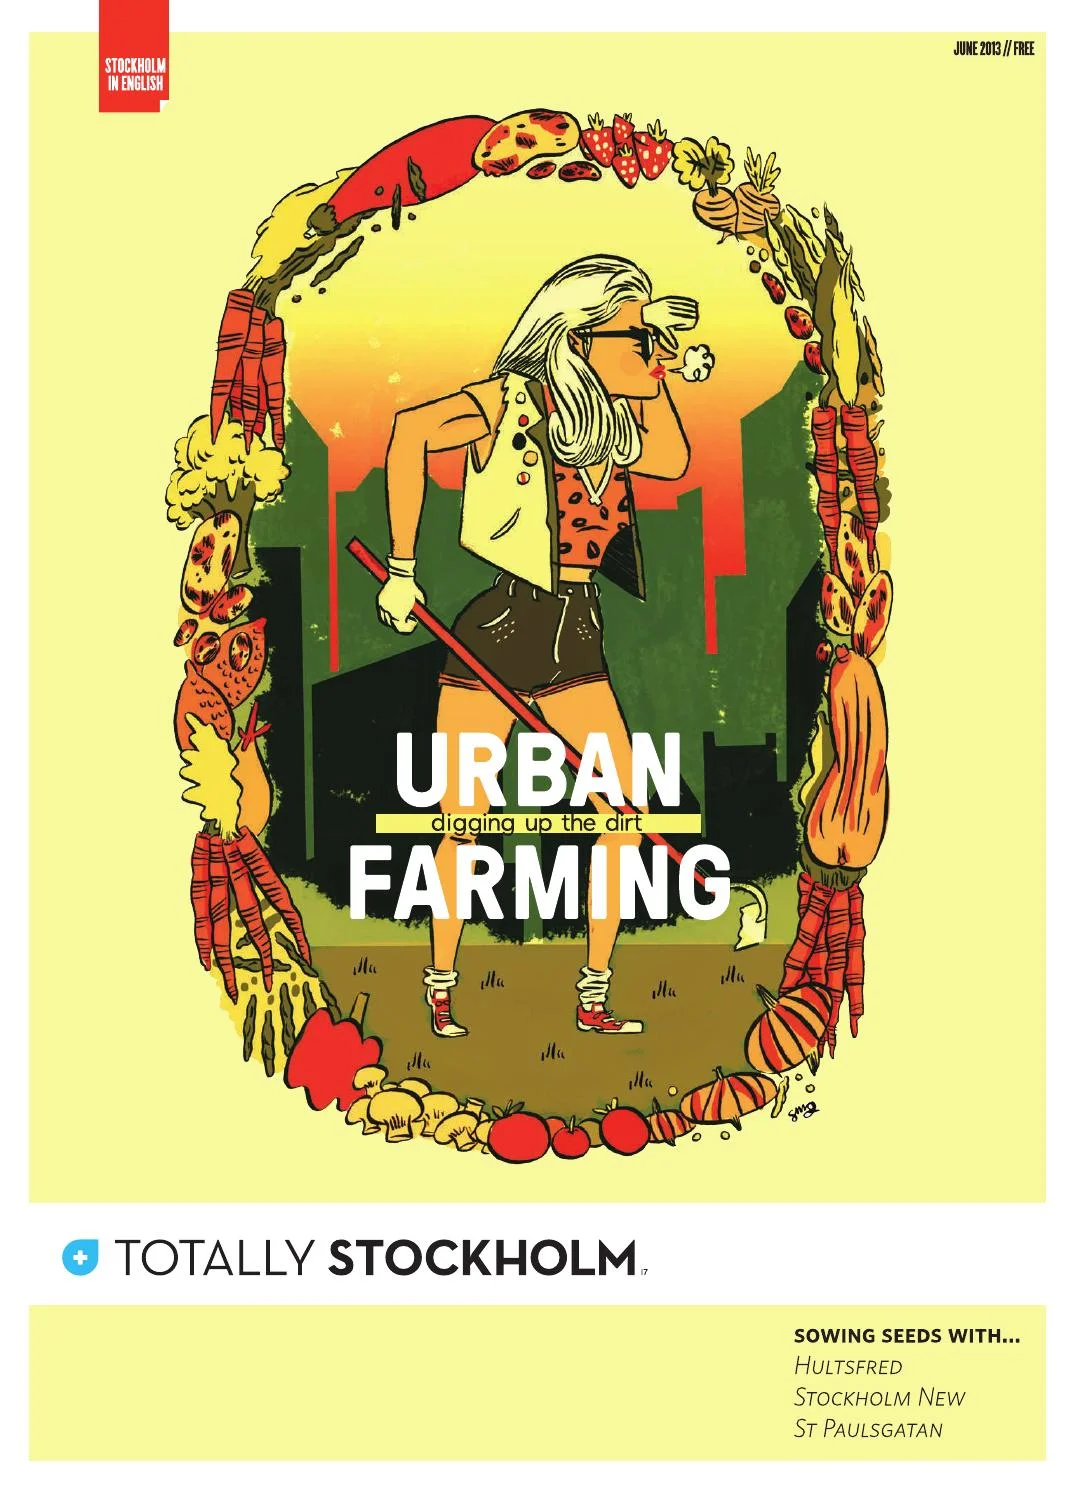 STOCKHOLM
IN ENGLISH
JUNE 2013 // FREE
URBAN
digging up the dirt
FARMING
TOTALLY STOCKHOLM
17
SOWING SEEDS WITH...
HULTSFRED
STOCKHOLM NEW
ST PAULSGATAN